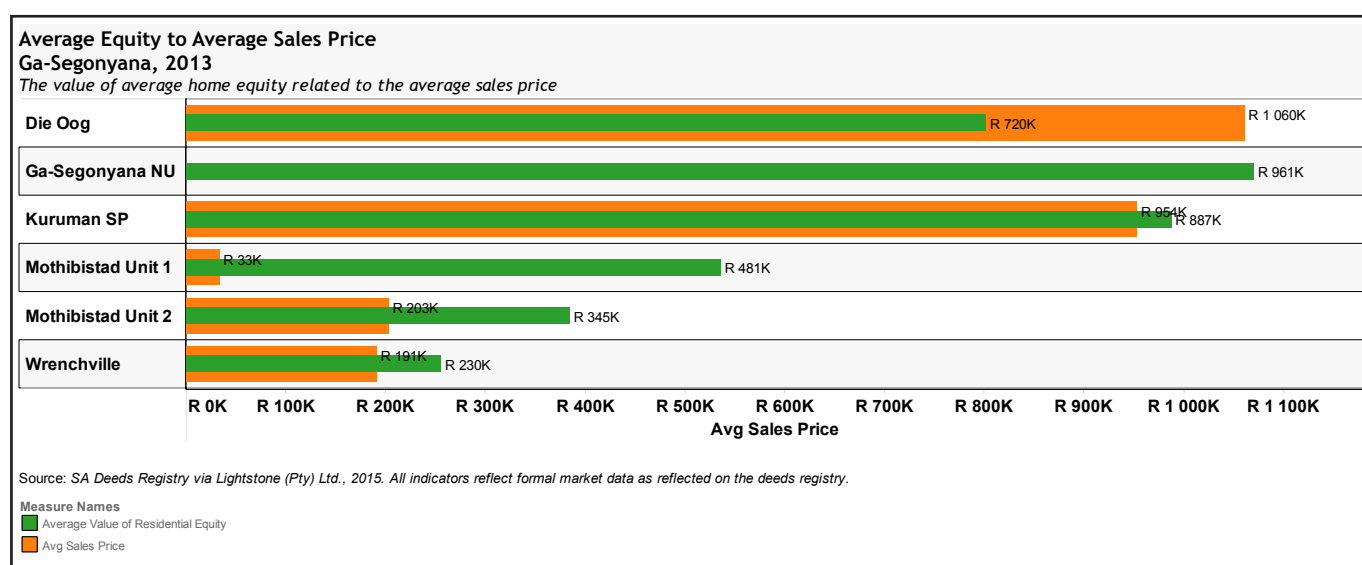 Average Equity to Average Sales Price
Ga-Segonyana, 2013
The value of average home equity related to the average sales price
Die Oog
R 720K
R 1 060K
Ga-Segonyana NU
R 961K
Kuruman SP
R 954K
R 887K
Mothibistad Unit 1
R 33K
R 481K
Mothibistad Unit 2
R 203K
R 345K
Wrenchville
R 191K
R 230K
R 0K R 100K R 200K R 300K R 400K R 500K R 600K R 700K R 800K R 900K R 1 000K R 1 100K
Avg Sales Price
Source: SA Deeds Registry via Lightstone (Pty) Ltd., 2015. All indicators reflect formal market data as reflected on the deeds registry.
Measure Names
Average Value of Residential Equity
Avg Sales Price